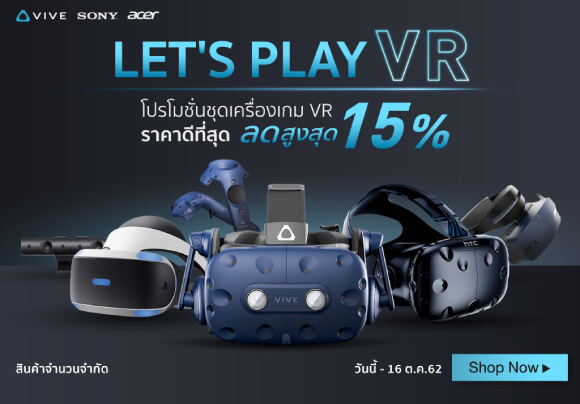 VIVE SONY acer
LET'S PLAY VR
โปรโมชั่นชุดเครื่องเกม VR
ราคาดีที่สุด ลดสูงสุด 15%
VIVE
hTC
สินค้าจำนวนจำกัด
วันนี้ - 16 ต.ค.62
Shop Now